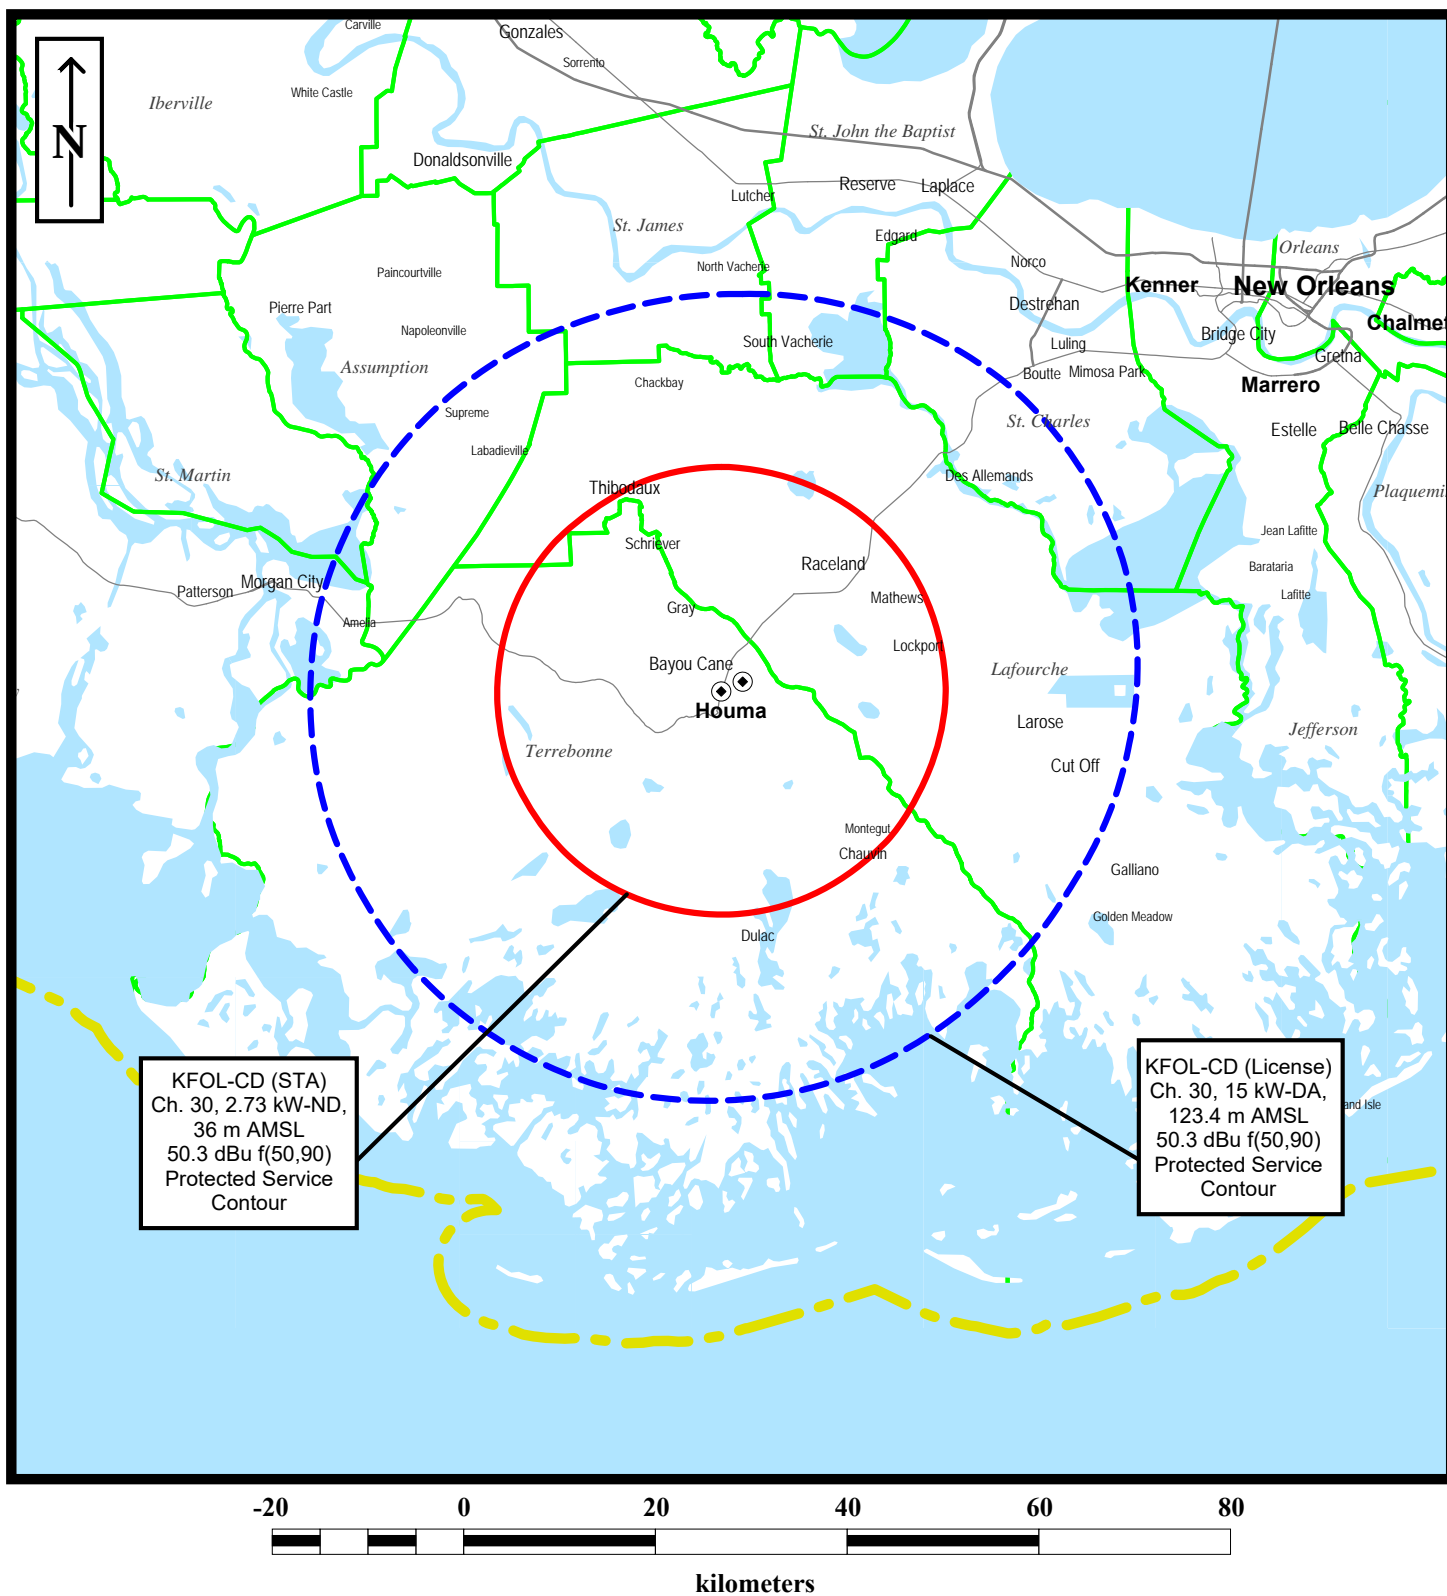 Carville
Gonzales
Sorrento
White Castle
Iberville
N
St. John the Baptist
Donaldsonville
Reserve
Laplace
Lutcher
St. James
Edgard
Orleans
North Vacherie
Norco
Paincourtville
Kenner
New Orleans
Pierre Part
Destrehan
Chalmet
Napoleonville
Bridge City
South Vacherie
Luling
Gretna
Assumption
Boutte
Mimosa Park
Chackbay
Marrero
Supreme
St. Charles
Estelle
Belle Chasse
Labadieville
St. Martin
Des Allemands
Thibodaux
Plaquemi
Jean Lafitte
Schriever
Raceland
Barataria
Morgan City
Patterson
Lafitte
Mathews
Gray
Amelia
Lockport
Bayou Cane
Lafourche
Houma
Larose
Jefferson
Terrebonne
Cut Off
Montegut
Chauvin
Galliano
Golden Meadow
Dulac
KFOL-CD (STA)
Ch. 30, 2.73 kW-ND,
36 m AMSL
50.3 dBu f(50,90)
Protected Service
Contour
KFOL-CD (License)
Ch. 30, 15 kW-DA,
123.4 m AMSL
50.3 dBu f(50,90)
Protected Service
Contour
and Isle
-20 0 20 40 60 80
kilometers